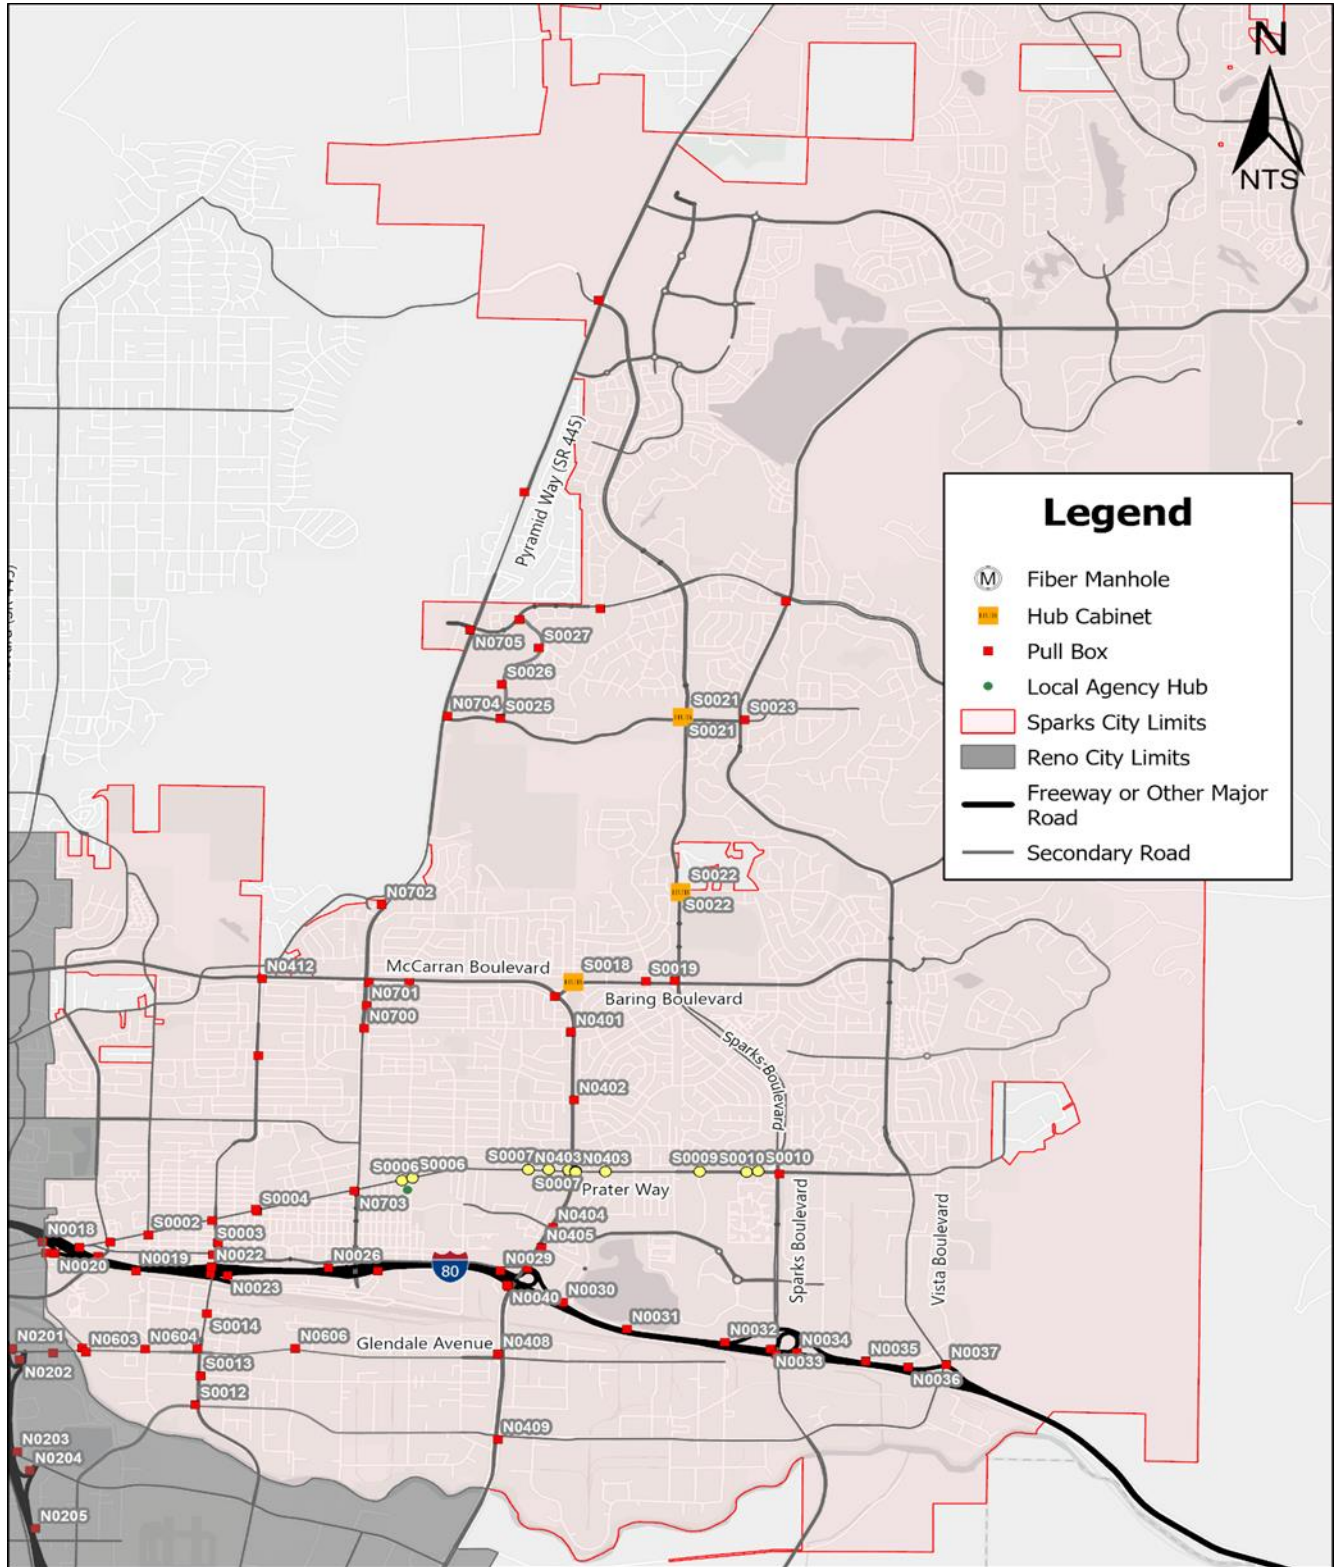 N
NTS
Pyramid Way (SR 445)
Legend
M
Fiber Manhole
Hub Cabinet
Pull Box
Local Agency Hub
Sparks City Limits
Reno City Limits
Freeway or Other Major
Road
Secondary Road
N0705
S0027
S0026
N0704
S0025
S0021
S0021
S0023
S0022
S0022
N0702
N0412
McCarran Boulevard
S0018
S0019
Baring Boulevard
N0701
N0700
N0401
Sparks Boulevard
N0402
S0006
S0006
S0007
N0403
N0403
S0007
S0009
S0010
S0010
Prater Way
N0703
S0004
S0002
S0003
N0404
N0405
Sparks Boulevard
Vista Boulevard
N0018
N0020
N0019
N0022
N0023
N0026
80
N0029
N0040
N0030
N0031
N0032
N0033
N0034
N0035
N0036
N0037
S0014
N0201
N0202
N0603
N0604
N0606
Glendale Avenue
N0408
S0013
S0012
N0409
N0203
N0204
N0205